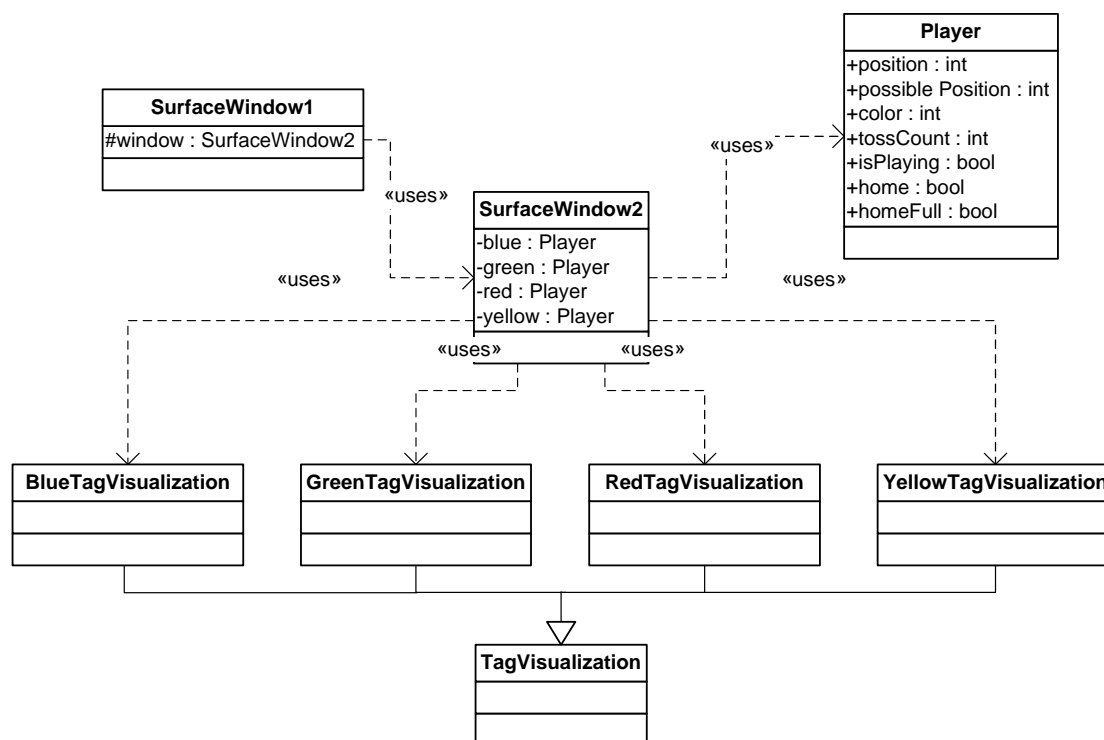 Player
+position : int
+possible Position : int
+color : int
+tossCount : int
+isPlaying : bool
+home : bool
+homeFull : bool
SurfaceWindow1
#window : SurfaceWindow2
«uses»
«uses»
SurfaceWindow2
-blue : Player
-green : Player
-red : Player
-yellow : Player
«uses»
«uses»
«uses»
«uses»
BlueTagVisualization
GreenTagVisualization
RedTagVisualization
YellowTagVisualization
TagVisualization